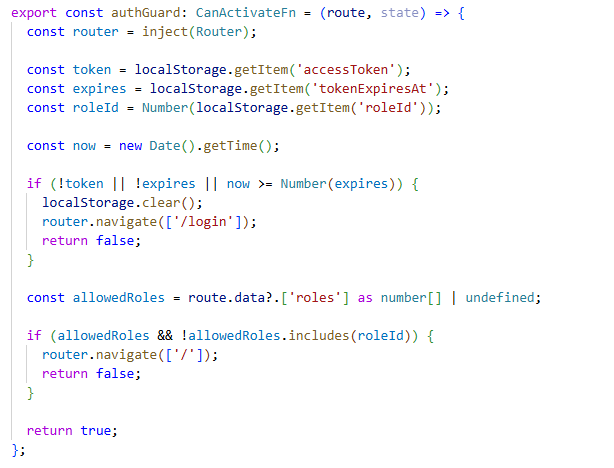 export const authGuard: CanActivateFn = (route, state) => {
  const router = inject(Router);

  const token = localStorage.getItem('accessToken');
  const expires = localStorage.getItem('tokenExpiresAt');
  const roleId = Number(localStorage.getItem('roleId'));

  const now = new Date().getTime();

  if (!token || !expires || now >= Number(expires)) {
    localStorage.clear();
    router.navigate(['/login']);
    return false;
  }

  const allowedRoles = route.data?.['roles'] as number[] | undefined;

  if (allowedRoles && !allowedRoles.includes(roleId)) {
    router.navigate(['/']);
    return false;
  }

  return true;
};